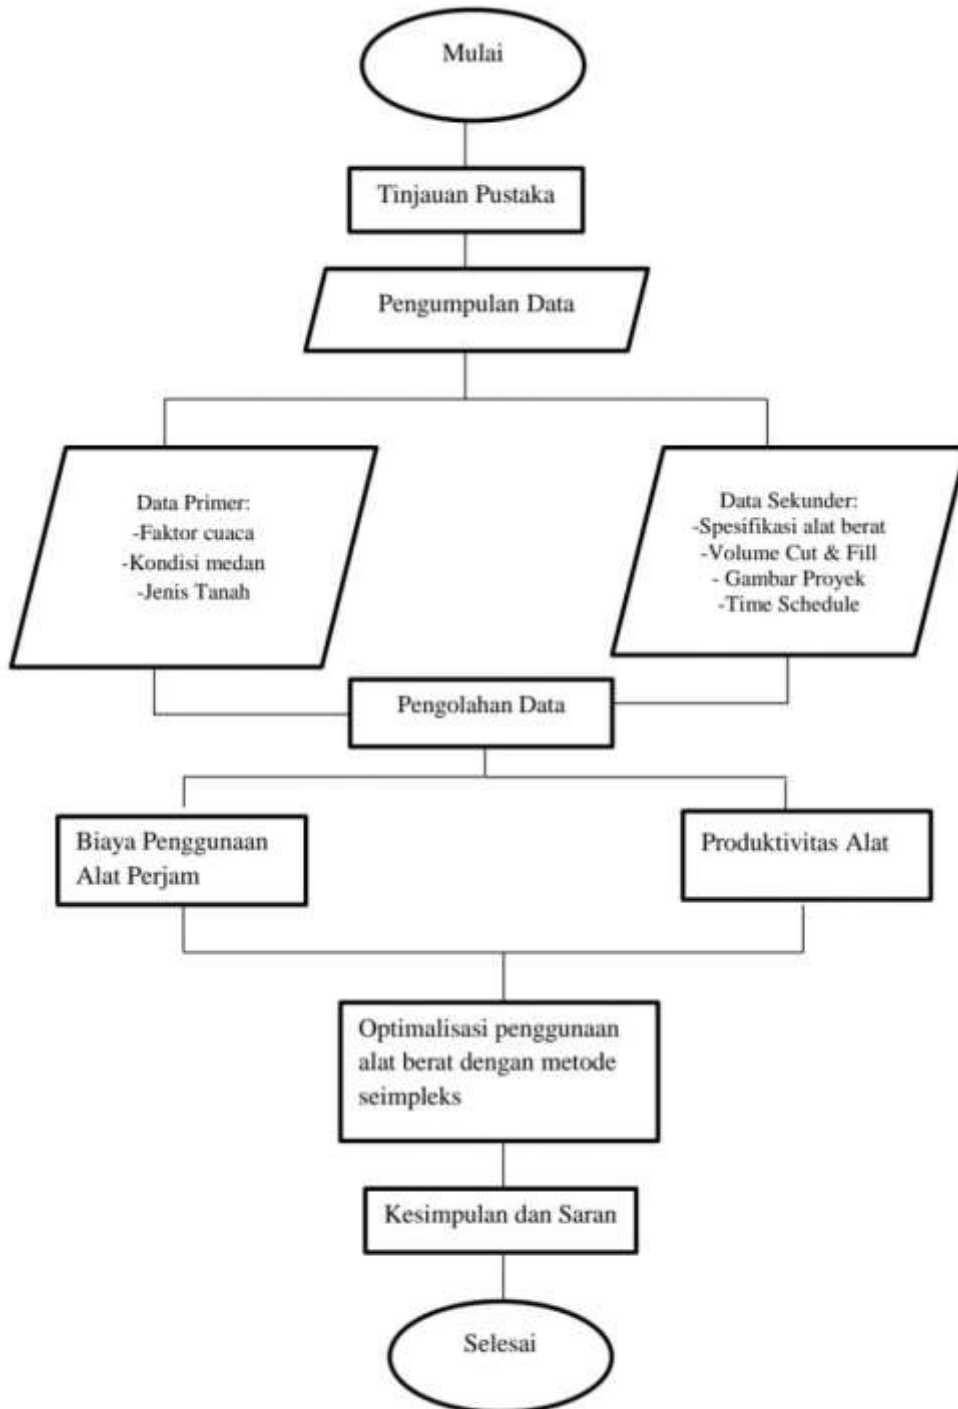 Mulai
Tinjauan Pustaka
Pengumpulan Data
Data Primer:
-Faktor cuaca
-Kondisi medan
-Jenis Tanah
Data Sekunder:
-Spesifikasi alat berat
-Volume Cut & Fill
- Gambar Proyek
-Time Schedule
Pengolahan Data
Biaya Penggunaan
Alat Perjam
Produktivitas Alat
Optimalisasi penggunaan
alat berat dengan metode
seimpleks
Kesimpulan dan Saran
Selesai